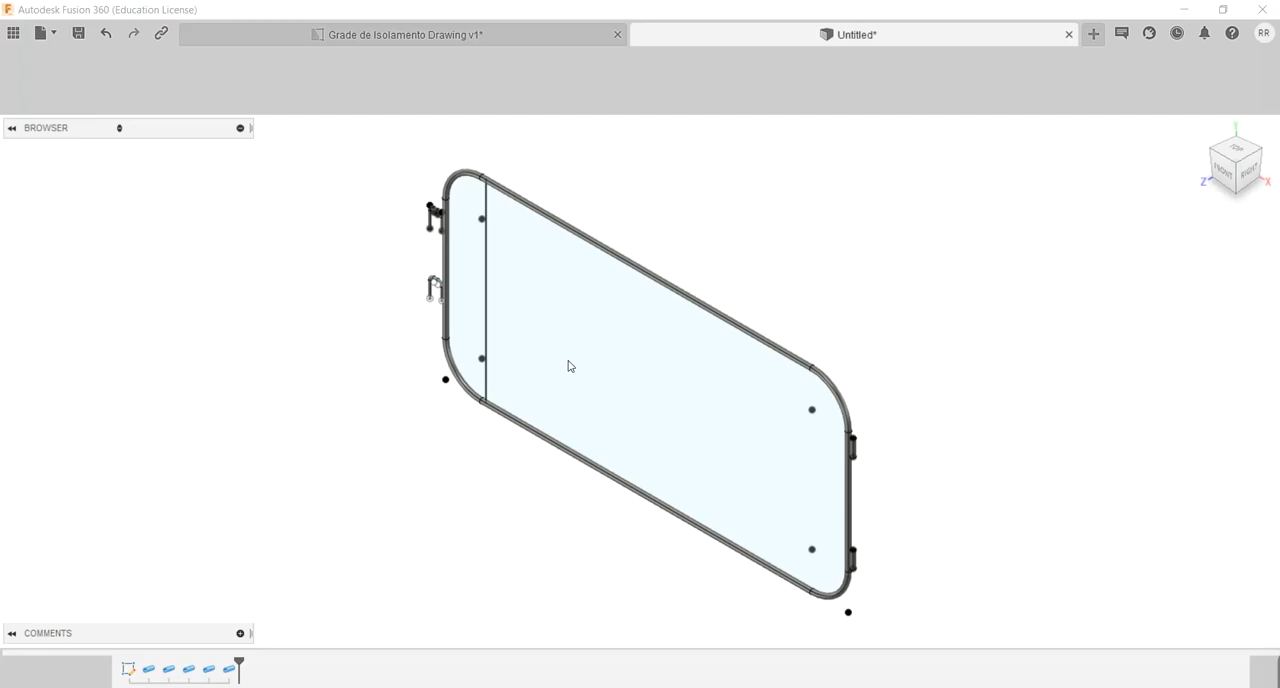 Autodesk Fusion 360 (Education License)
Grade de Isolamento Drawing v1*
Untitled*
RR
BROWSER
TOP
FRONT
RIGHT
Y
Z
X
COMMENTS